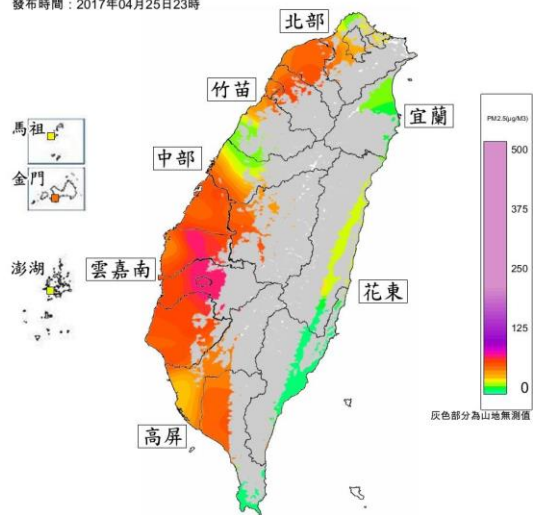 發布時間：2017年04月25日23時
北部
竹苗
宜蘭
馬祖
中部
金門
澎湖
雲嘉南
花東
高屏
PM2.5(μg/M3)
500
375
250
125
0
灰色部分為山地無測值